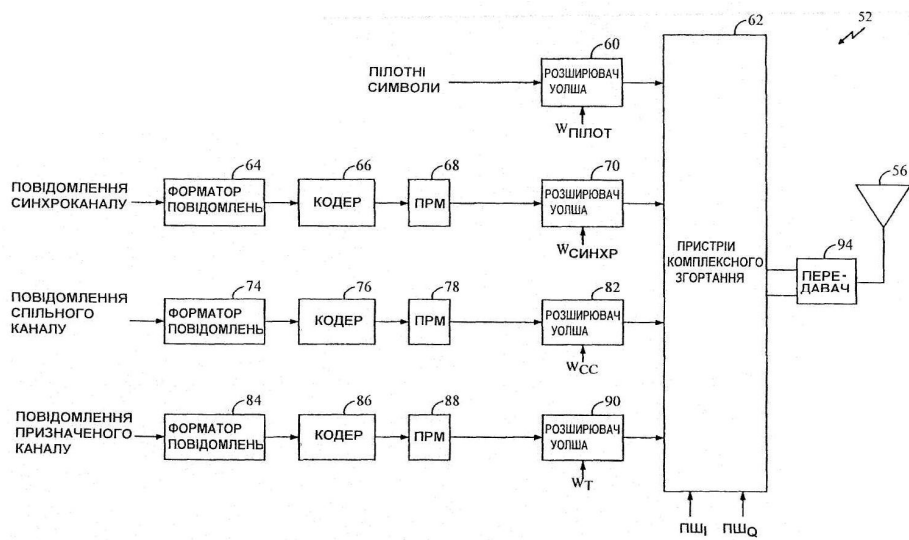 52
62
60
ПІЛОТНІ
СИМВОЛИ
РОЗШИРЮВАЧ
УОЛША
WПІЛОТ
ПОВІДОМЛЕННЯ
СИНХРОКАНАЛУ
64
ФОРМАТОР
ПОВІДОМЛЕНЬ
66
КОДЕР
68
ПРМ
70
РОЗШИРЮВАЧ
УОЛША
WСИНХР
ПОВІДОМЛЕННЯ
СПІЛЬНОГО
КАНАЛУ
74
ФОРМАТОР
ПОВІДОМЛЕНЬ
76
КОДЕР
78
ПРМ
82
РОЗШИРЮВАЧ
УОЛША
WCC
ПОВІДОМЛЕННЯ
ПРИЗНАЧЕНОГО
КАНАЛУ
84
ФОРМАТОР
ПОВІДОМЛЕНЬ
86
КОДЕР
88
ПРМ
90
РОЗШИРЮВАЧ
УОЛША
WT
ПРИСТРІИ
КОМПЛЕКСНОГО
ЗГОРТАННЯ
ПШI
ПШQ
94
ПЕРЕ-
ДАВАЧ
56